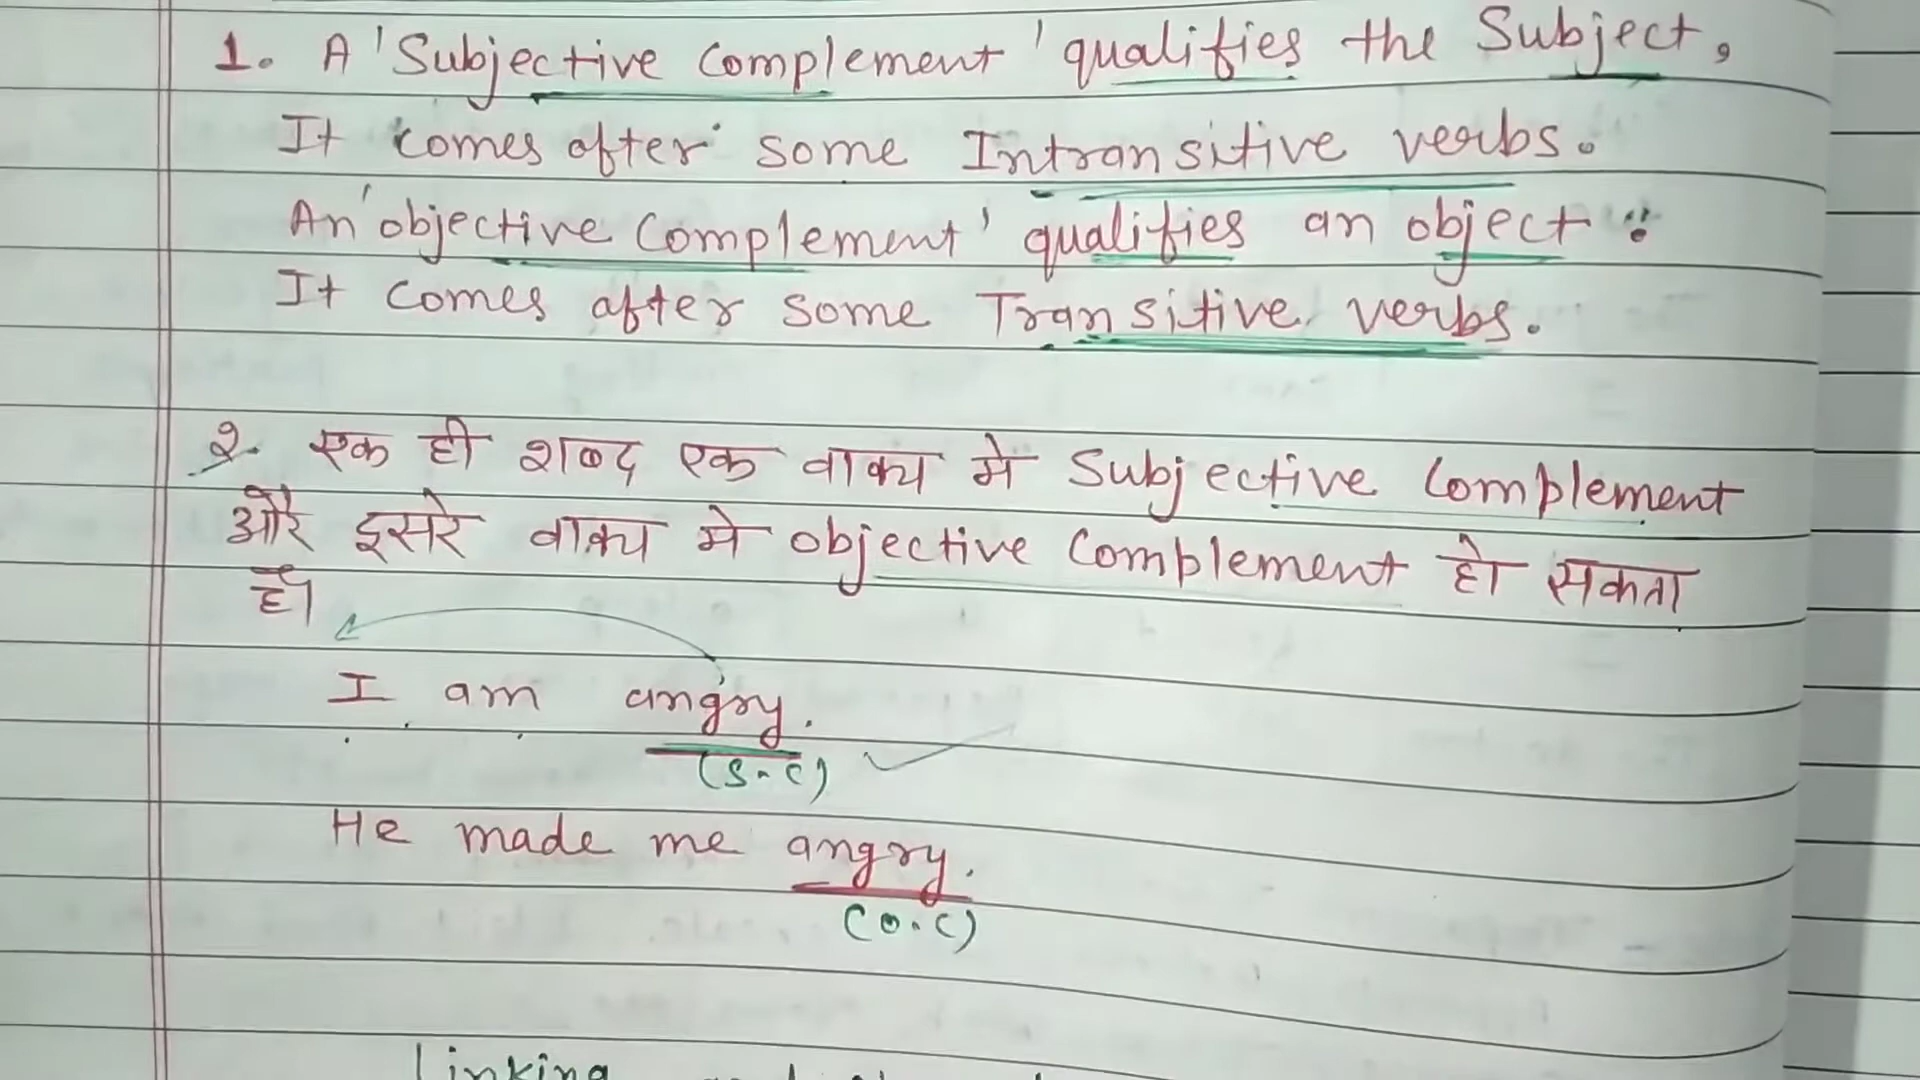 1. A 'Subjective Complement' qualifies the Subject,
It comes after some Intransitive verbs.
An 'objective Complement' qualifies an object :
It comes after some Transitive verbs.
2. एक ही शब्द एक वाक्य मे Subjective Complement
और दुसरे वाक्य मे objective Complement हो सकता
है।
I am angry.
(S.C)
He made me angry.
(O.C)
Linking